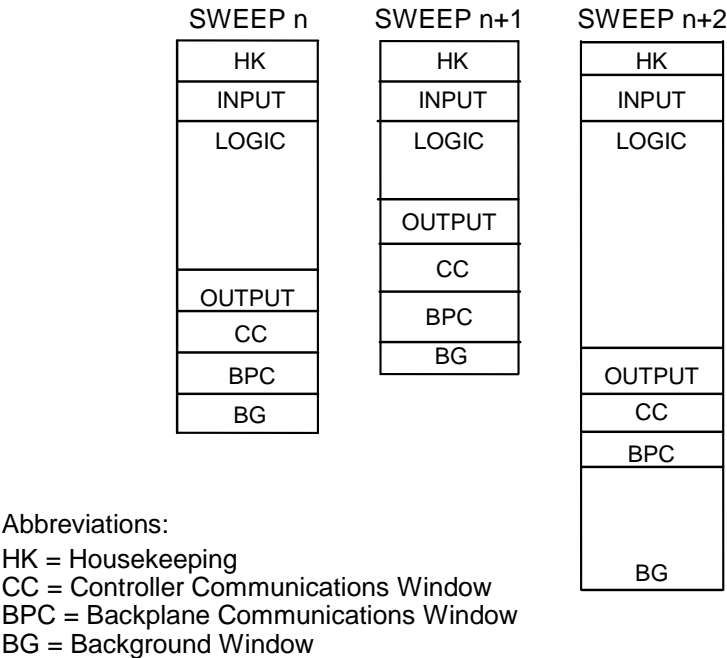 SWEEP n
HK
INPUT
LOGIC
OUTPUT
CC
BPC
BG
SWEEP n+1
HK
INPUT
LOGIC
OUTPUT
CC
BPC
BG
SWEEP n+2
HK
INPUT
LOGIC
OUTPUT
CC
BPC
BG
Abbreviations:
HK = Housekeeping
CC = Controller Communications Window
BPC = Backplane Communications Window
BG = Background Window